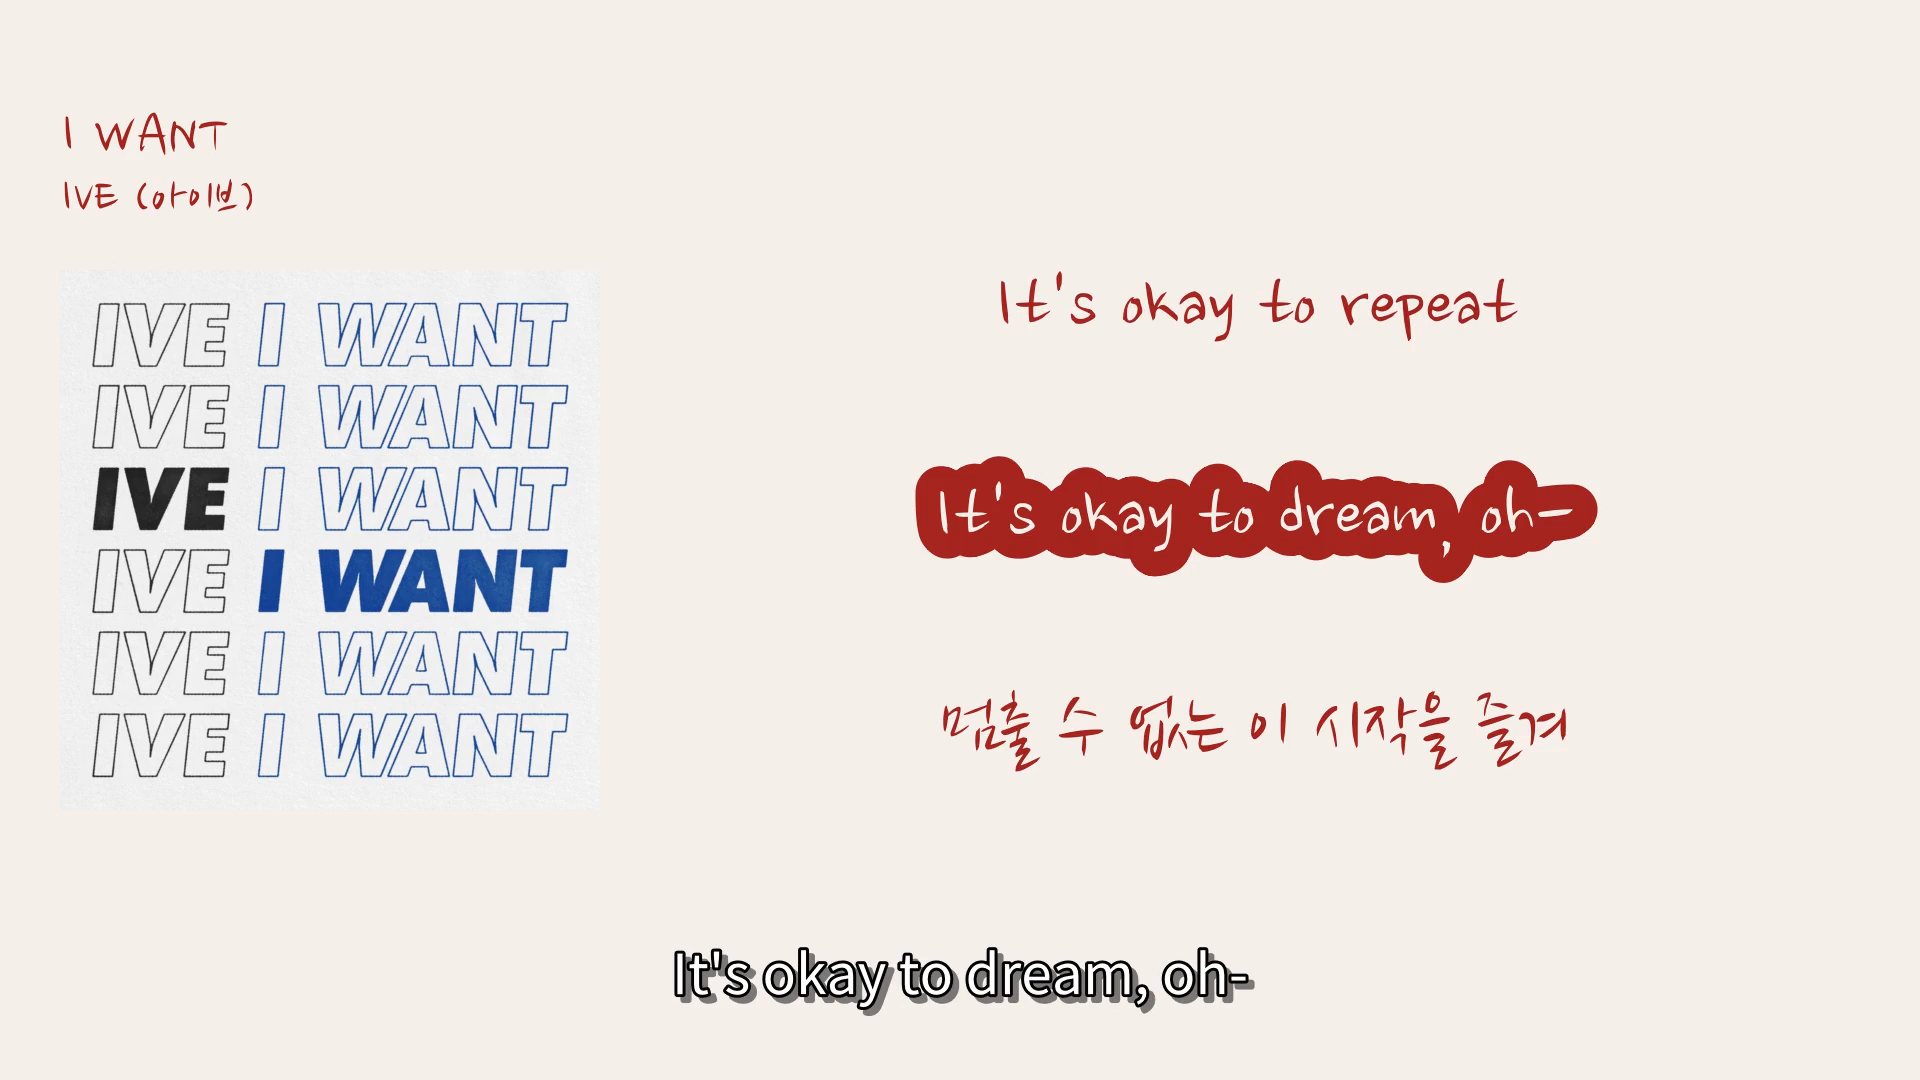 I WANT
IVE (아이브)
IVE I WANT
IVE I WANT
IVE I WANT
IVE I WANT
IVE I WANT
IVE I WANT
It's okay to repeat
It's okay to dream, oh-
멈출 수 없는 이 시작을 즐겨
It's okay to dream, oh-